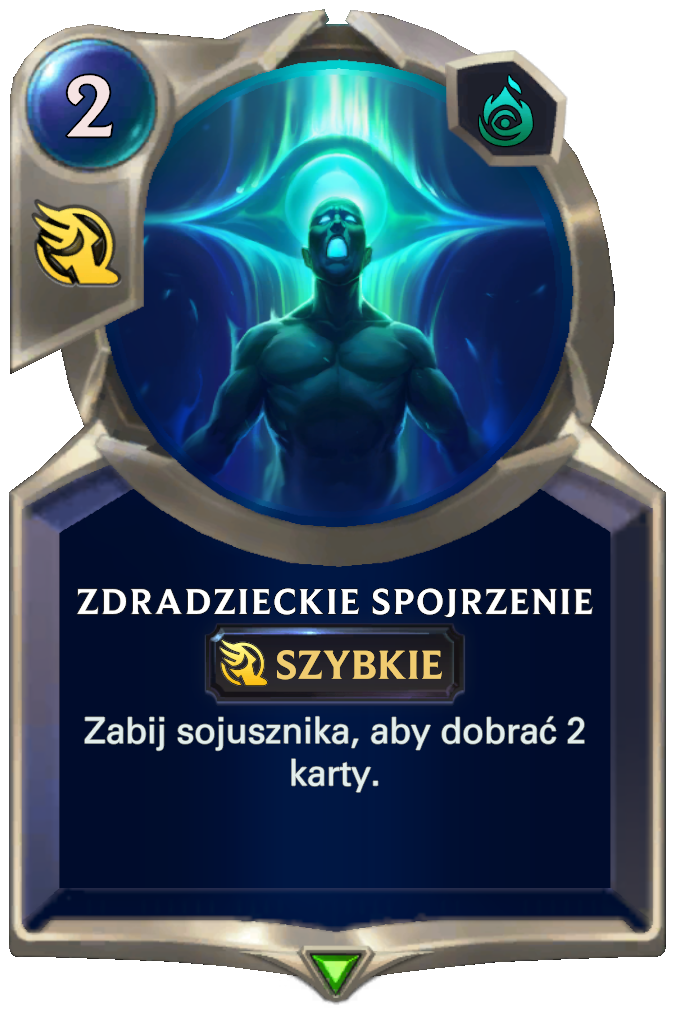 2
ZDRADZIECKIE SPOJRZENIE
SZYBKIE
Zabij sojusznika, aby dobrać 2
karty.